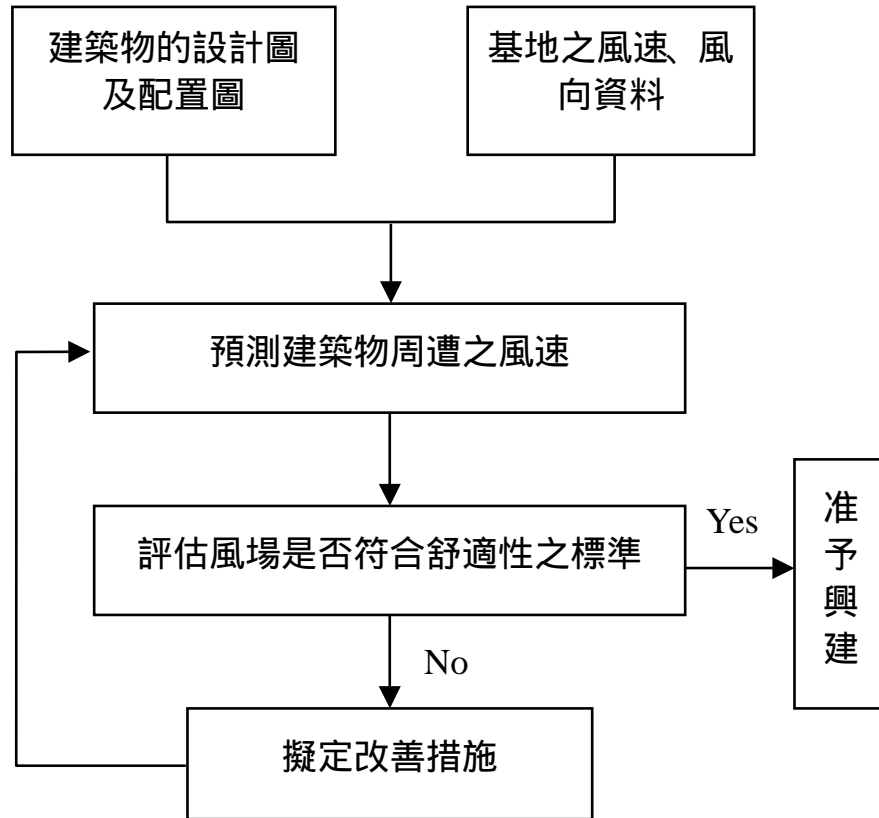 建築物的設計圖
及配置圖
基地之風速、風
向資料
預測建築物周遭之風速
評估風場是否符合舒適性之標準
Yes
准
予
興
建
No
擬定改善措施